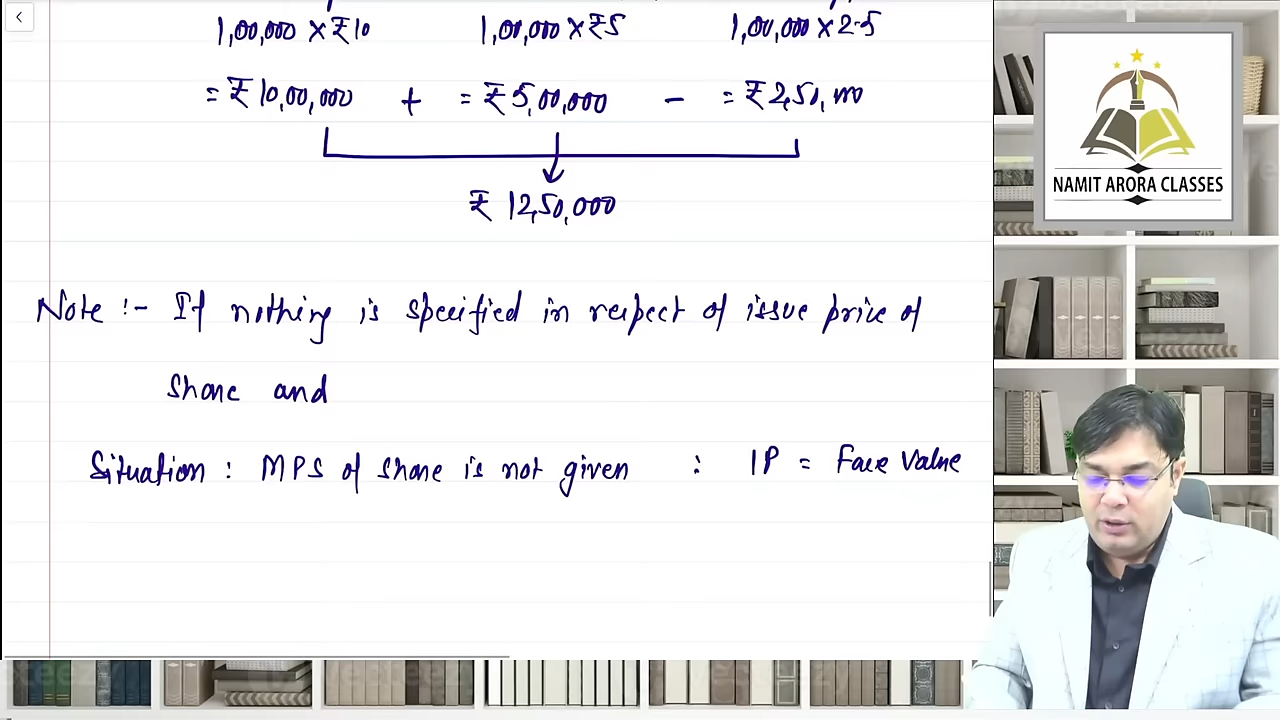 1,00,000 × ₹10 1,00,000 × ₹5 1,00,000 × 2.5
= ₹10,00,000 + = ₹5,00,000 - = ₹2,50,000
₹ 12,50,000
Note :- If nothing is specified in respect of issue price of
Share and
Situation : MPS of share is not given : IP = Face Value
NAMIT ARORA CLASSES